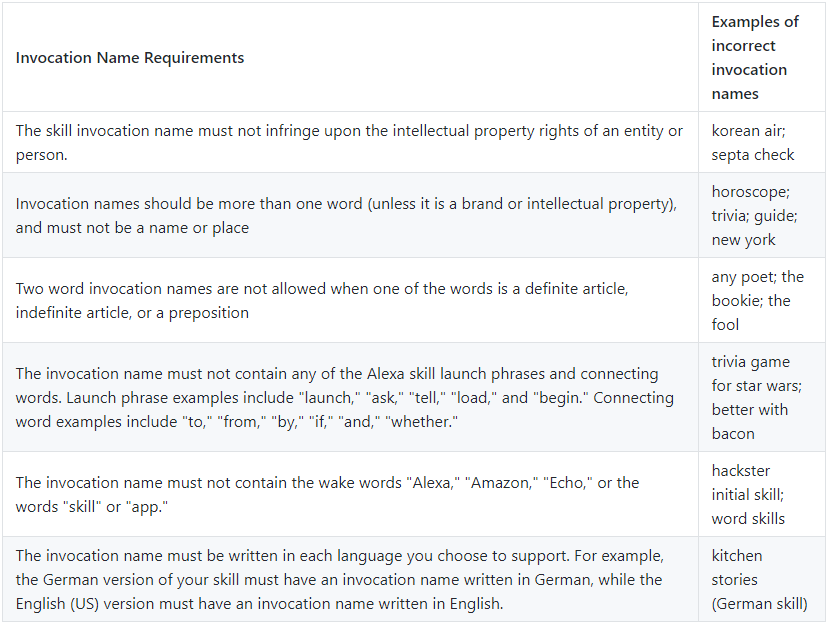 Invocation Name Requirements
Examples of
incorrect
invocation
names
The skill invocation name must not infringe upon the intellectual property rights of an entity or
person.
korean air;
septa check
Invocation names should be more than one word (unless it is a brand or intellectual property),
and must not be a name or place
horoscope;
trivia; guide;
new york
Two word invocation names are not allowed when one of the words is a definite article,
indefinite article, or a preposition
any poet; the
bookie; the
fool
The invocation name must not contain any of the Alexa skill launch phrases and connecting
words. Launch phrase examples include "launch," "ask," "tell," "load," and "begin." Connecting
word examples include "to," "from," "by," "if," "and," "whether."
trivia game
for star wars;
better with
bacon
The invocation name must not contain the wake words "Alexa," "Amazon," "Echo," or the
words "skill" or "app."
hackster
initial skill;
word skills
The invocation name must be written in each language you choose to support. For example,
the German version of your skill must have an invocation name written in German, while the
English (US) version must have an invocation name written in English.
kitchen
stories
(German skill)